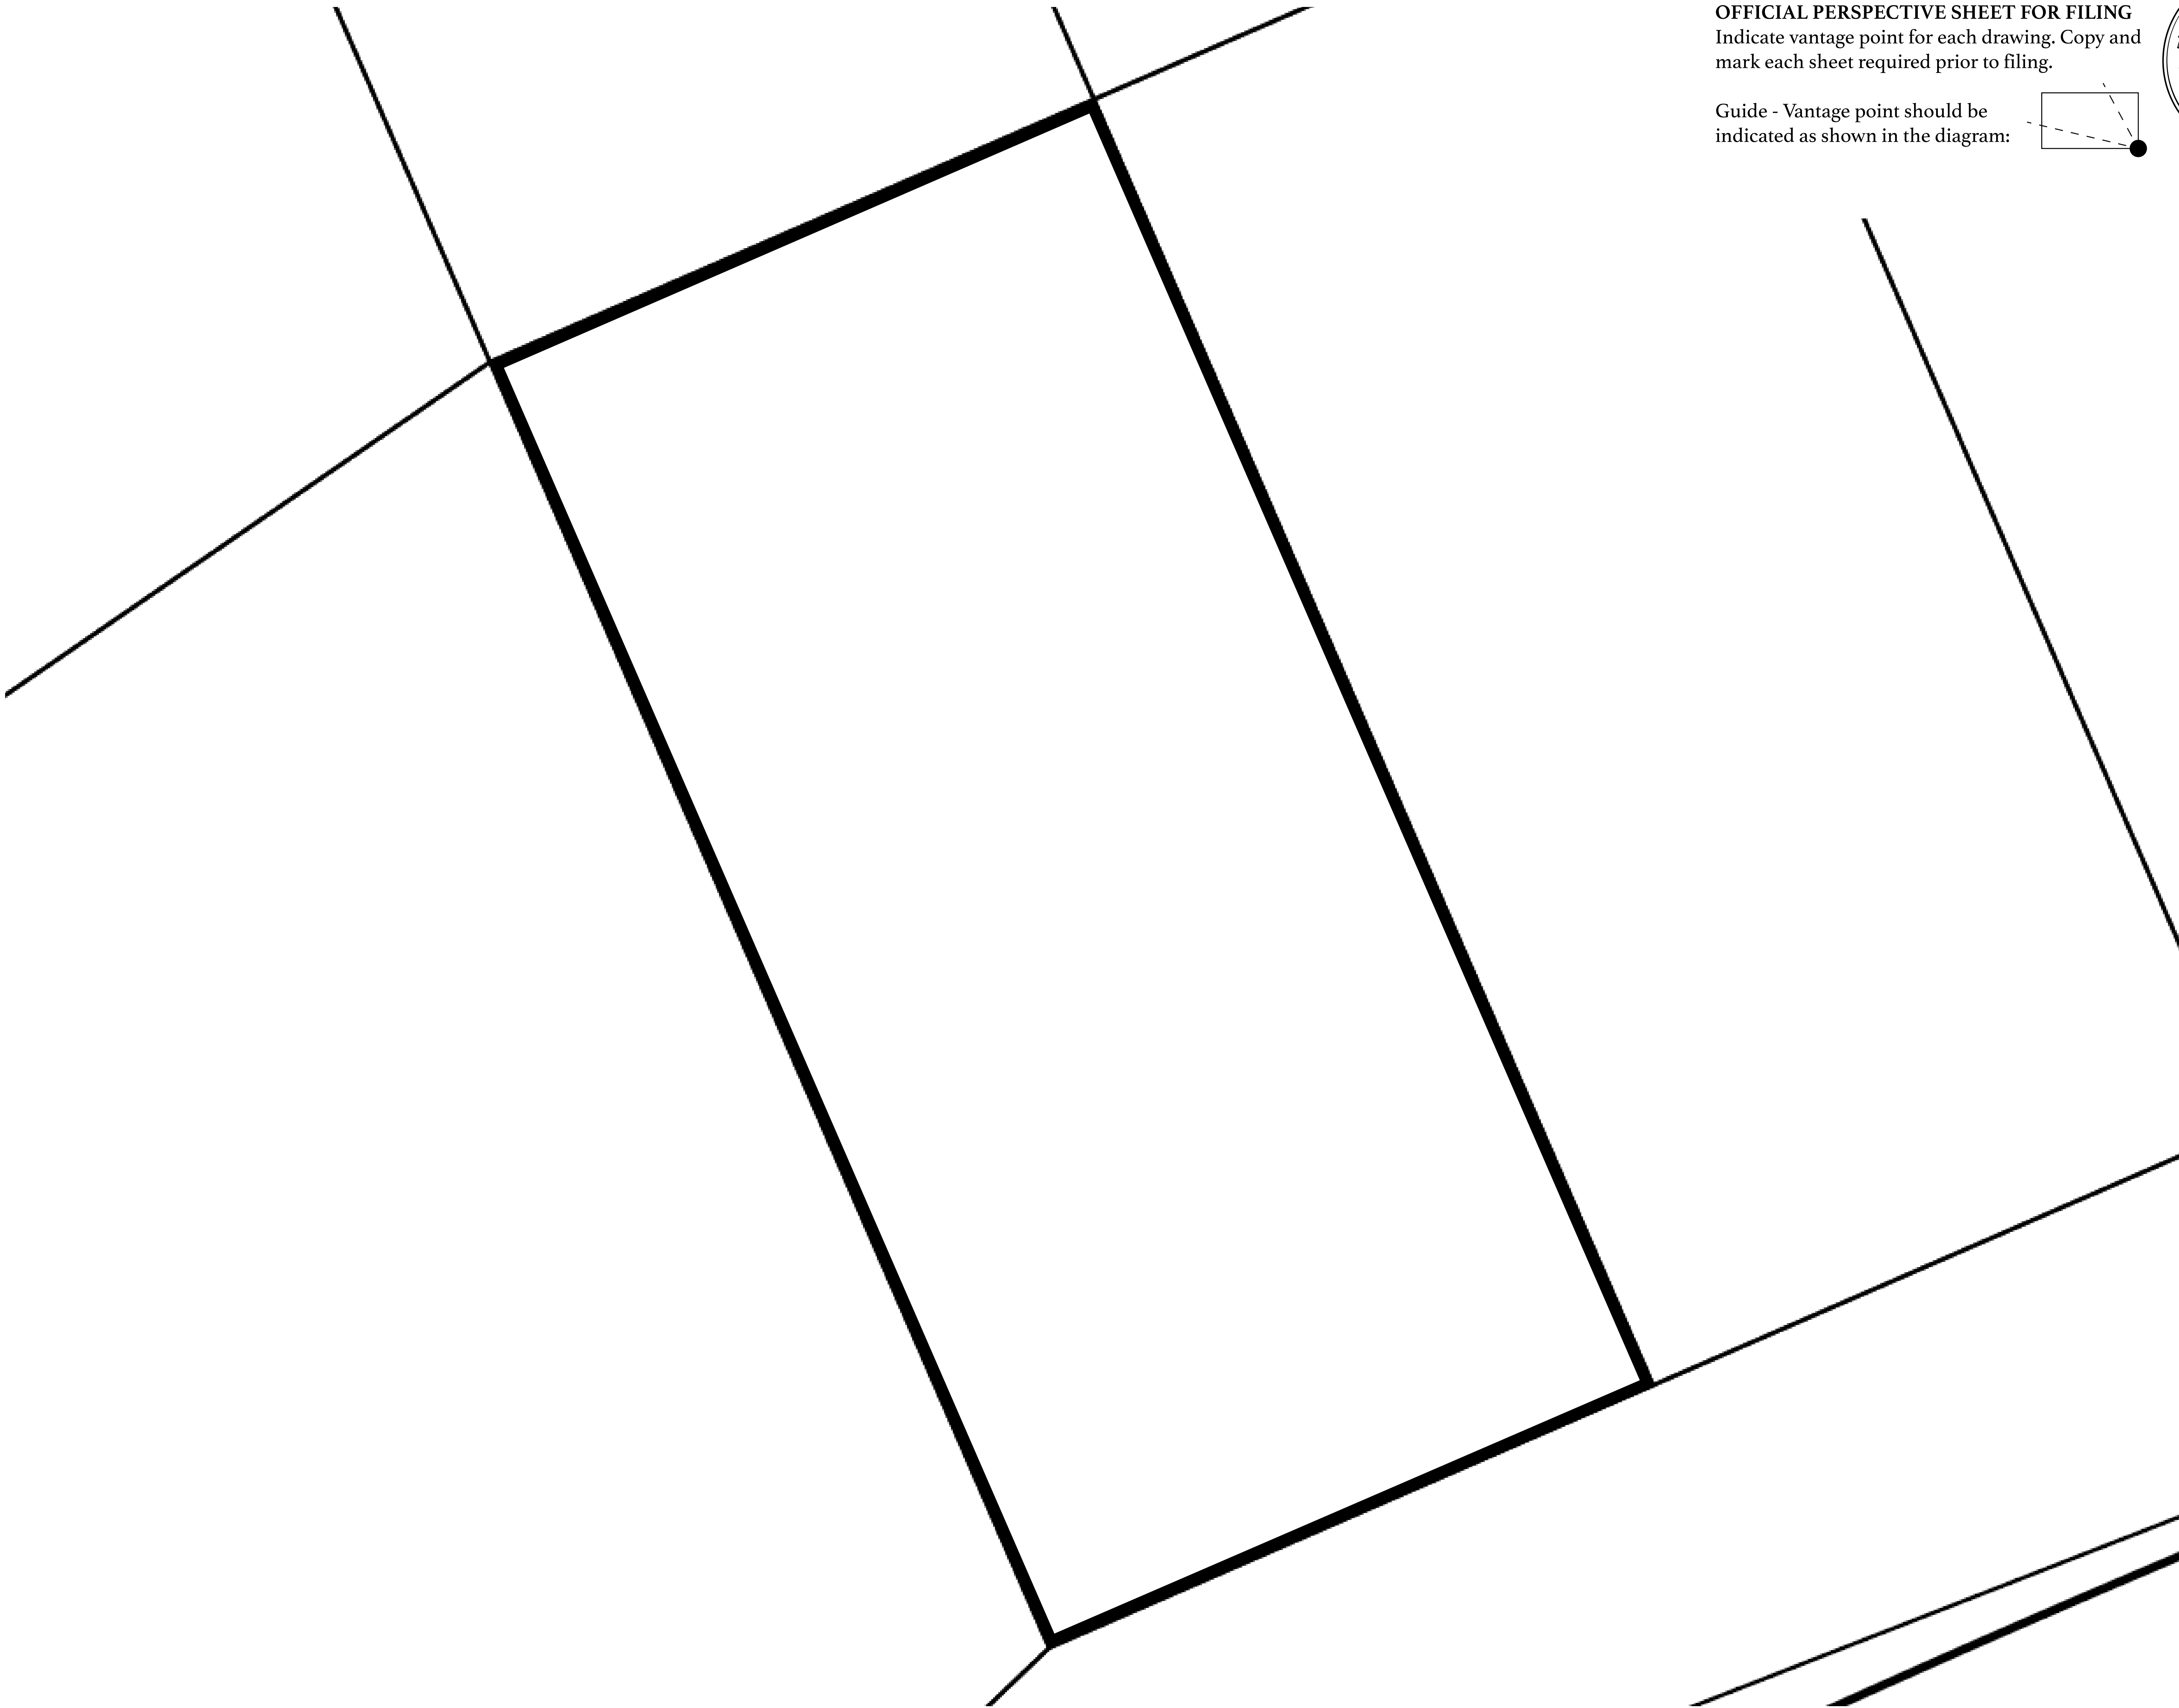 OFFICIAL PERSPECTIVE SHEET FOR FILING
Indicate vantage point for each drawing. Copy and
mark each sheet required prior to filing.
Guide - Vantage point should be
indicated as shown in the diagram: